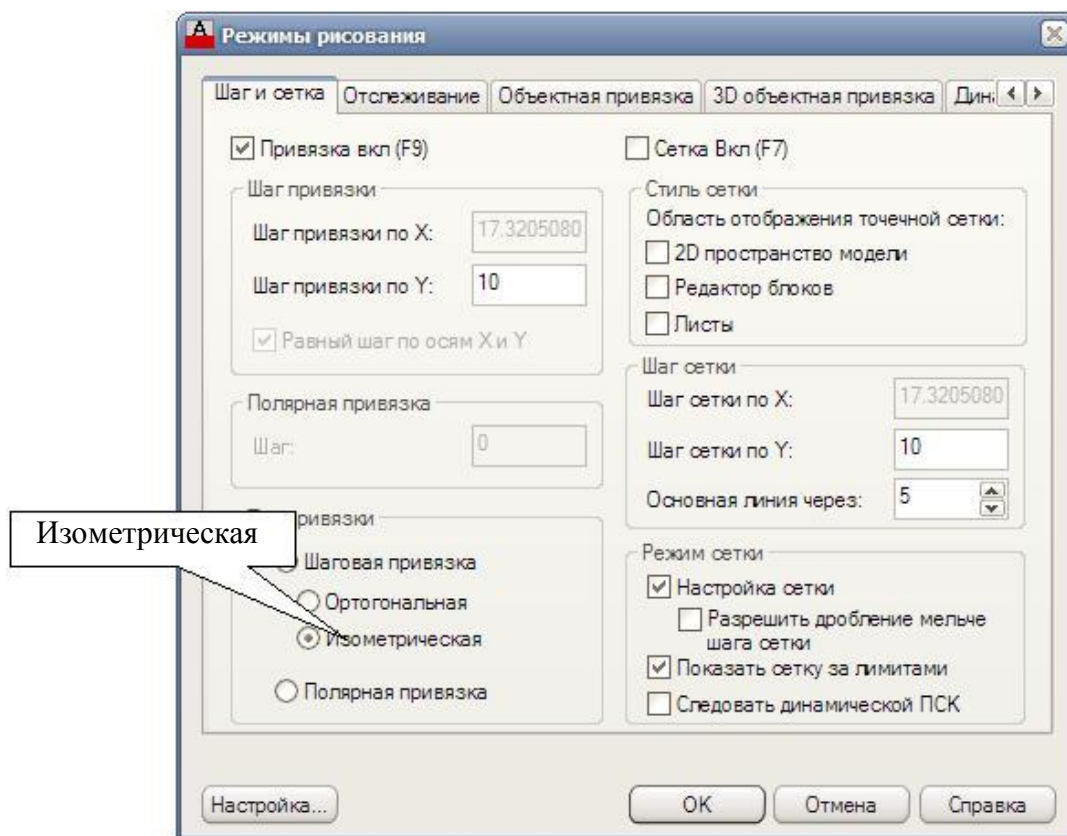 Режимы рисования
Шаг и сетка Отслеживание Объектная привязка 3D объектная привязка Дин
Привязка вкл (F9)
Шаг привязки
Шаг привязки по X: 17.3205080
Шаг привязки по Y: 10
Равный шаг по осям X и Y
Полярная привязка
Шаг: 0
привязки
Шаговая привязка
Ортогональная
Изометрическая
Полярная привязка
Изометрическая
Сетка Вкл (F7)
Стиль сетки
Область отображения точечной сетки:
2D пространство модели
Редактор блоков
Листы
Шаг сетки
Шаг сетки по X: 17.3205080
Шаг сетки по Y: 10
Основная линия через: 5
Режим сетки
Настройка сетки
Разрешить дробление мельче
шага сетки
Показать сетку за лимитами
Следовать динамической ПСК
Настройка... OK Отмена Справка